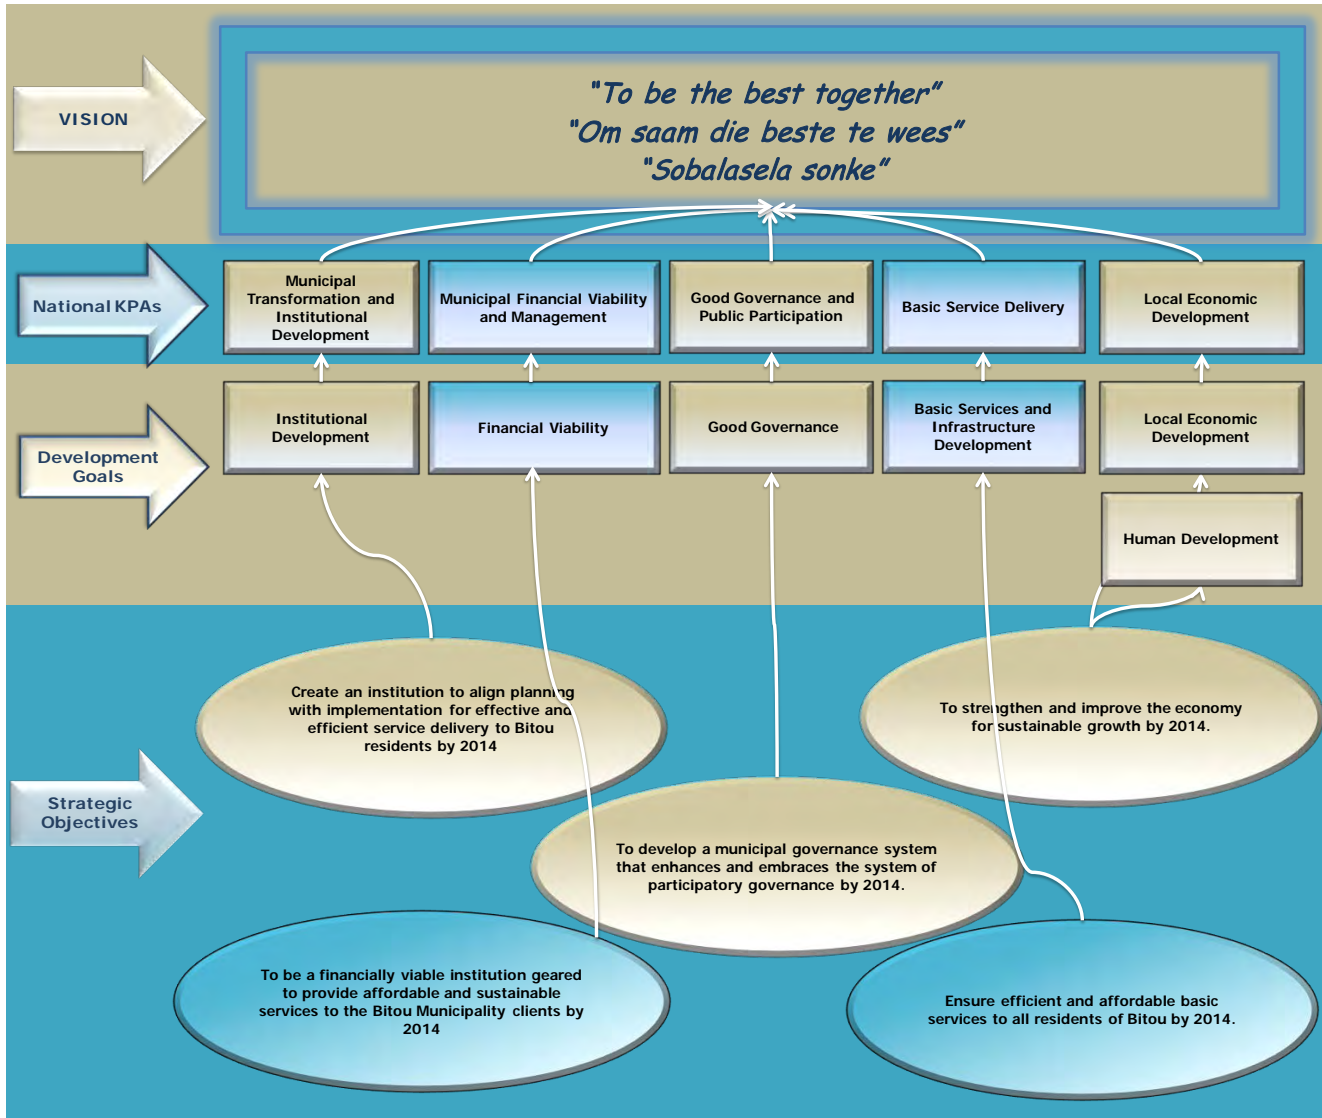 VISION
"To be the best together"
"Om saam die beste te wees"
"Sobalasela sonke"
National KPAs
Municipal
Transformation and
Institutional
Development
Municipal Financial Viability
and Management
Good Governance and
Public Participation
Basic Service Delivery
Local Economic
Development
Development
Goals
Institutional
Development
Financial Viability
Good Governance
Basic Services and
Infrastructure
Development
Local Economic
Development
Human Development
Strategic
Objectives
Create an institution to align planning
with implementation for effective and
efficient service delivery to Bitou
residents by 2014
To strengthen and improve the economy
for sustainable growth by 2014.
To develop a municipal governance system
that enhances and embraces the system of
participatory governance by 2014.
To be a financially viable institution geared
to provide affordable and sustainable
services to the Bitou Municipality clients by
2014
Ensure efficient and affordable basic
services to all residents of Bitou by 2014.